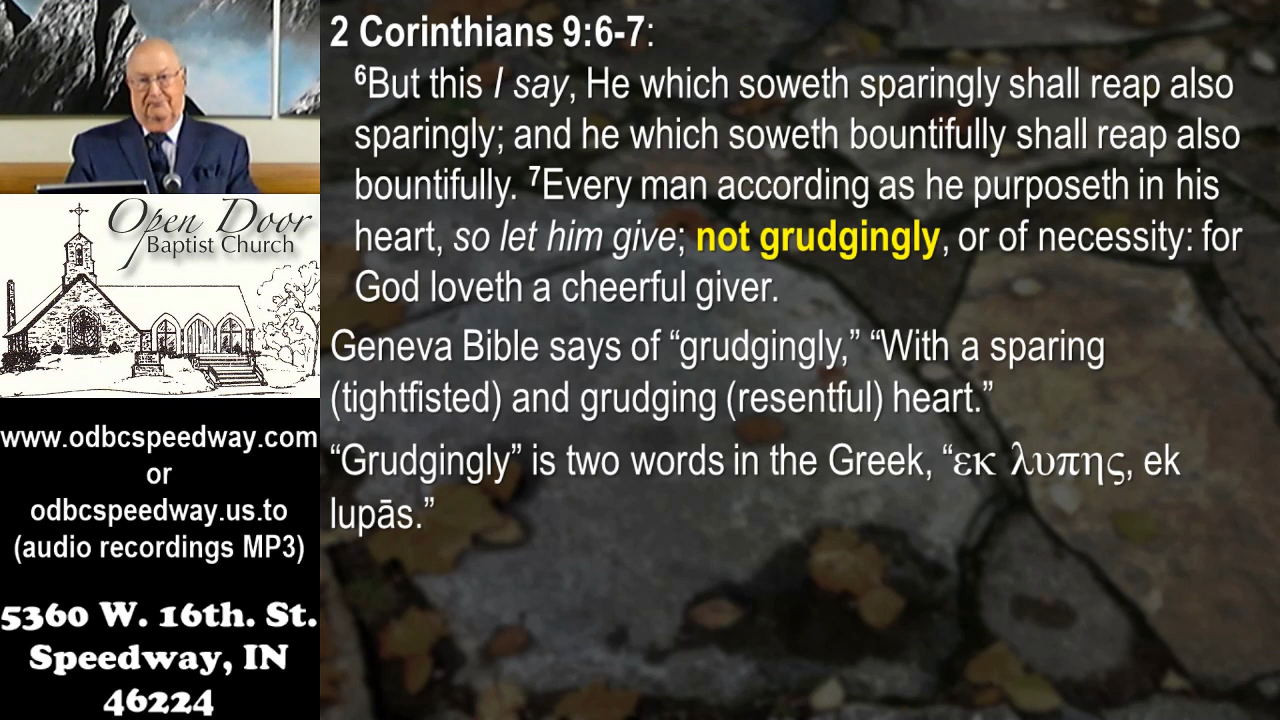 2 Corinthians 9:6-7:
6But this I say, He which soweth sparingly shall reap also
sparingly; and he which soweth bountifully shall reap also
bountifully. 7Every man according as he purposeth in his
heart, so let him give; not grudgingly, or of necessity: for
God loveth a cheerful giver.
Geneva Bible says of “grudgingly,” “With a sparing
(tightfisted) and grudging (resentful) heart.”
“Grudgingly” is two words in the Greek, “εκ λυπης, ek
lupās.”
Open Door
Baptist Church
www.odbcspeedway.com
or
odbcspeedway.us.to
(audio recordings MP3)
5360 W. 16th. St.
Speedway, IN
46224